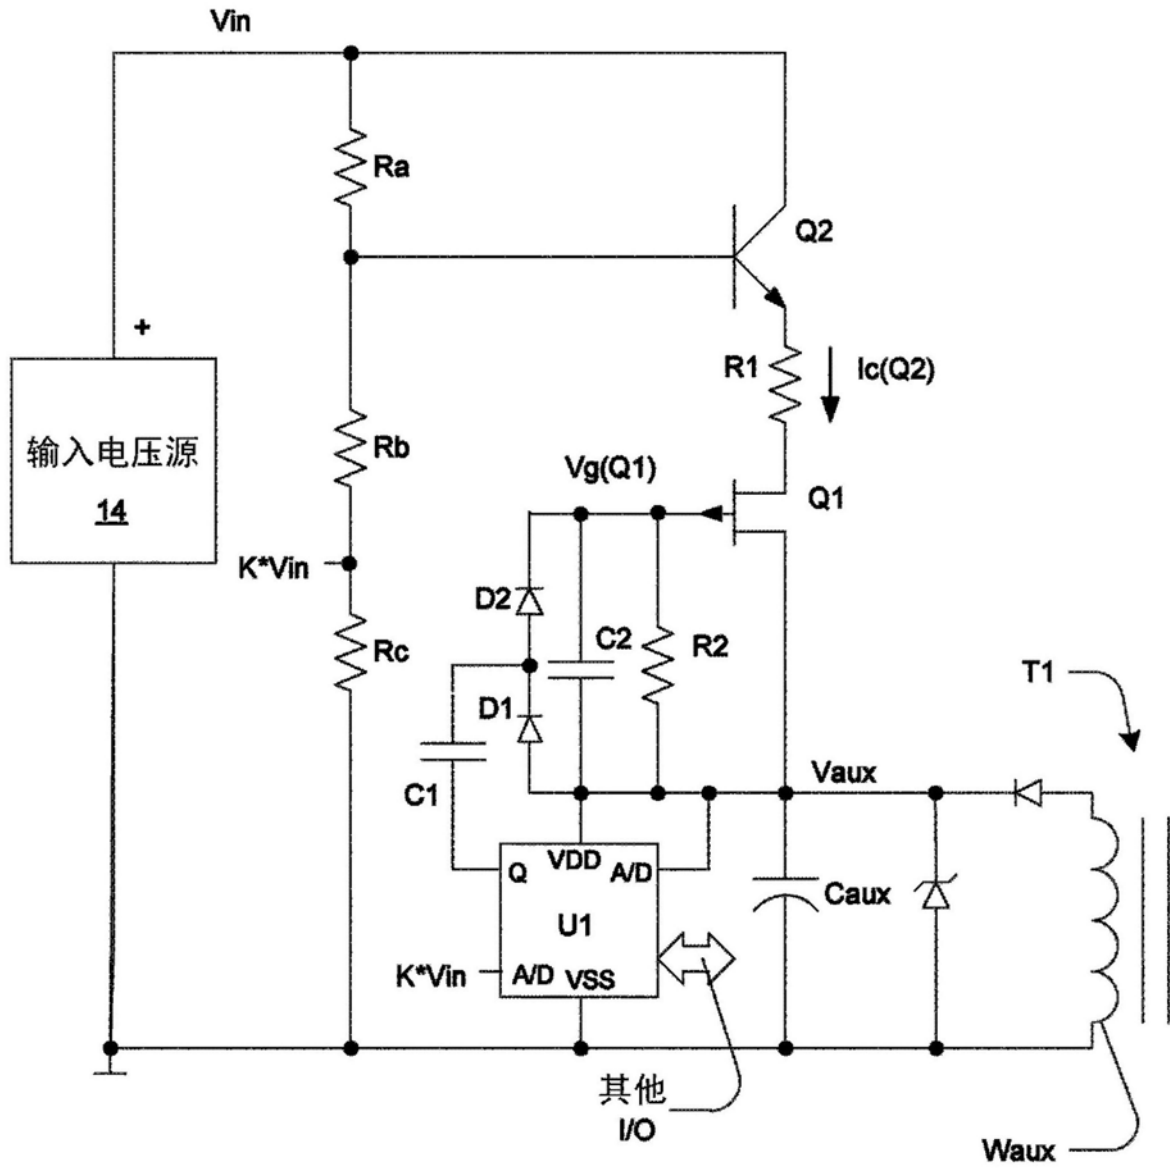 Vin
Ra
Q2
+
R1
Ic(Q2)
输入电压源
14
Rb
Vg(Q1)
Q1
K*Vin
D2
C2
R2
Rc
D1
T1
C1
Vaux
Q
VDD
A/D
Caux
U1
K*Vin
A/D
VSS
其他
I/O
Waux